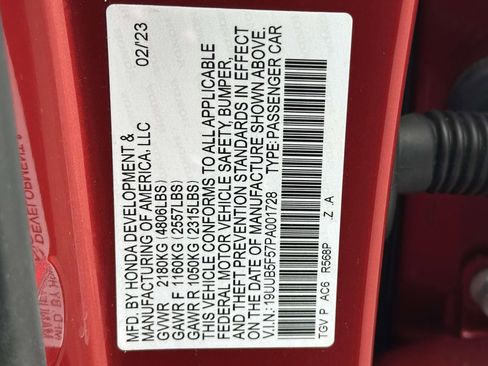 MFD. BY HONDA DEVELOPMENT & 02/23
MANUFACTURING OF AMERICA, LLC
GVWR 2180KG (4806LBS)
GAWR F 1160KG (2557LBS)
GAWR R 1050KG (2315LBS)
THIS VEHICLE CONFORMS TO ALL APPLICABLE
FEDERAL MOTOR VEHICLE SAFETY, BUMPER,
AND THEFT PREVENTION STANDARDS IN EFFECT
ON THE DATE OF MANUFACTURE SHOWN ABOVE.
V.I.N.: 19UUB5F57PA001728 TYPE: PASSENGER CAR
TGV P AC6 R568P Z A